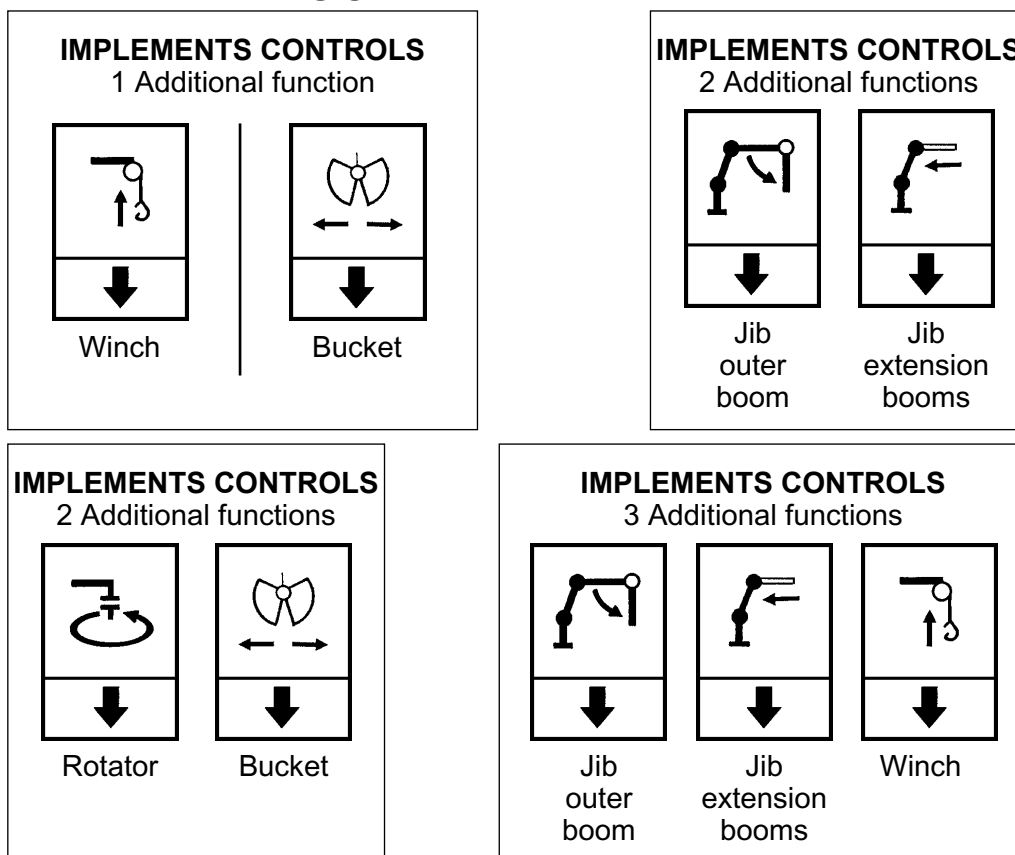 IMPLEMENTS CONTROLS
1 Additional function
Winch
Bucket
IMPLEMENTS CONTROLS
2 Additional functions
Jib
outer
boom
Jib
extension
booms
IMPLEMENTS CONTROLS
2 Additional functions
Rotator
Bucket
IMPLEMENTS CONTROLS
3 Additional functions
Jib
outer
boom
Jib
extension
booms
Winch